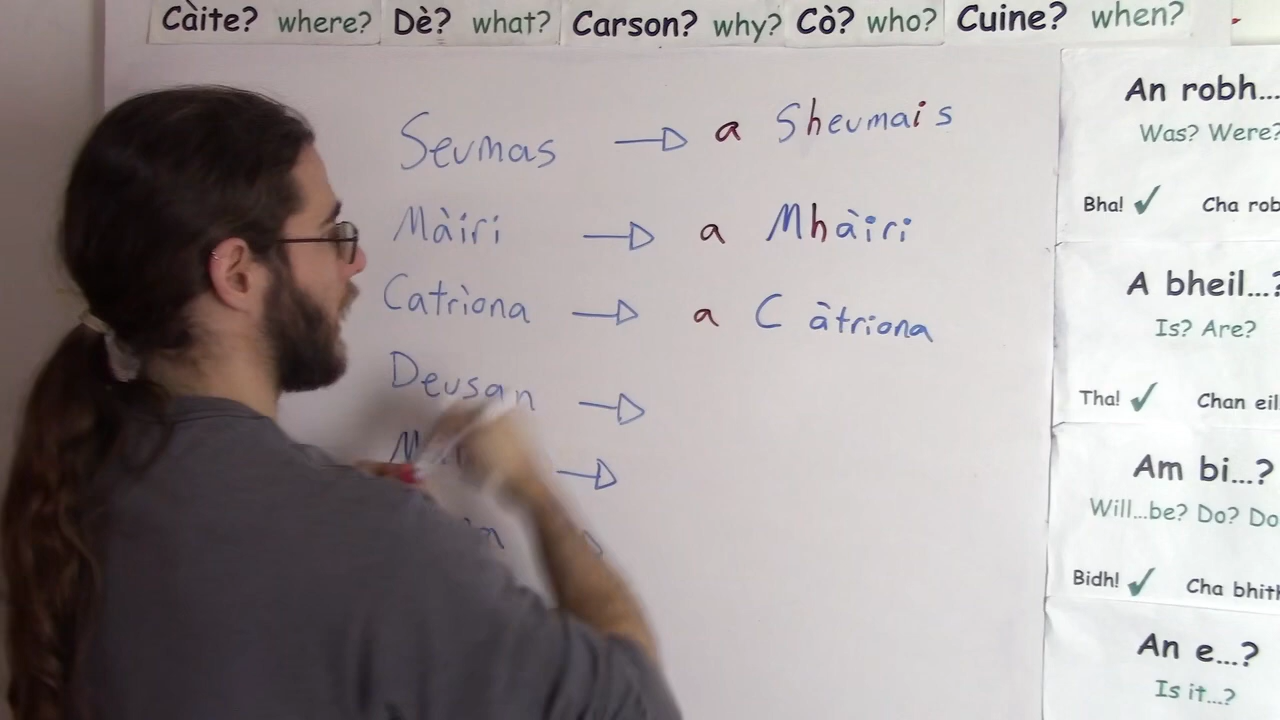 Càite? where? Dè? what? Carson? why? Cò? who? Cuine? when?
Seumas → a Sheumais
Màiri → a Mhàiri
Catrìona → a C àtriona
Deusan →
→
An robh...
Was? Were?
Bha! ✓ Cha rob
A bheil...?
Is? Are?
Tha! ✓ Chan eil
Am bi...?
Will...be? Do? Do
Bidh! ✓ Cha bhith
An e...?
Is it...?